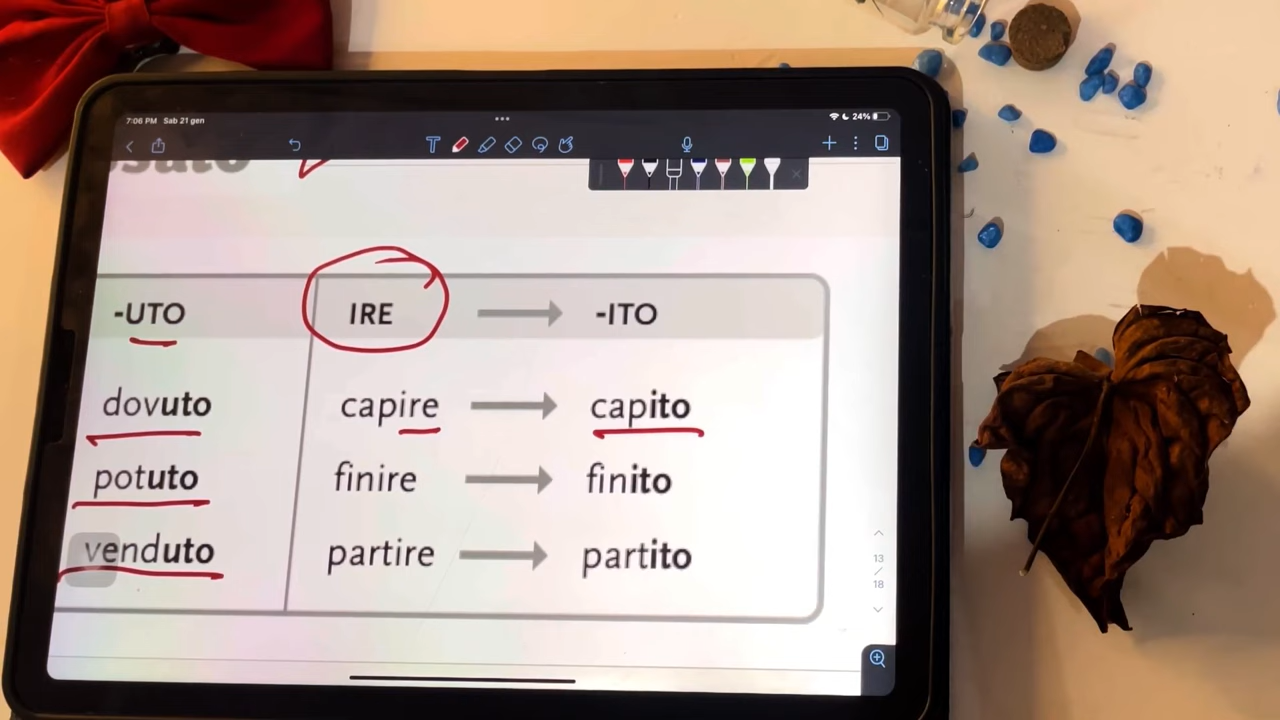 7:06 PM Sab 21 gen
24%
-UTO IRE -ITO
dovuto capire capito
potuto finire finito
venduto partire partito
13
/
18